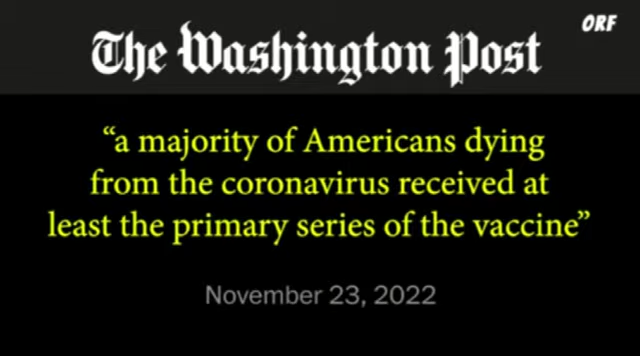 ORF
The Washington Post
“a majority of Americans dying
from the coronavirus received at
least the primary series of the vaccine”
November 23, 2022